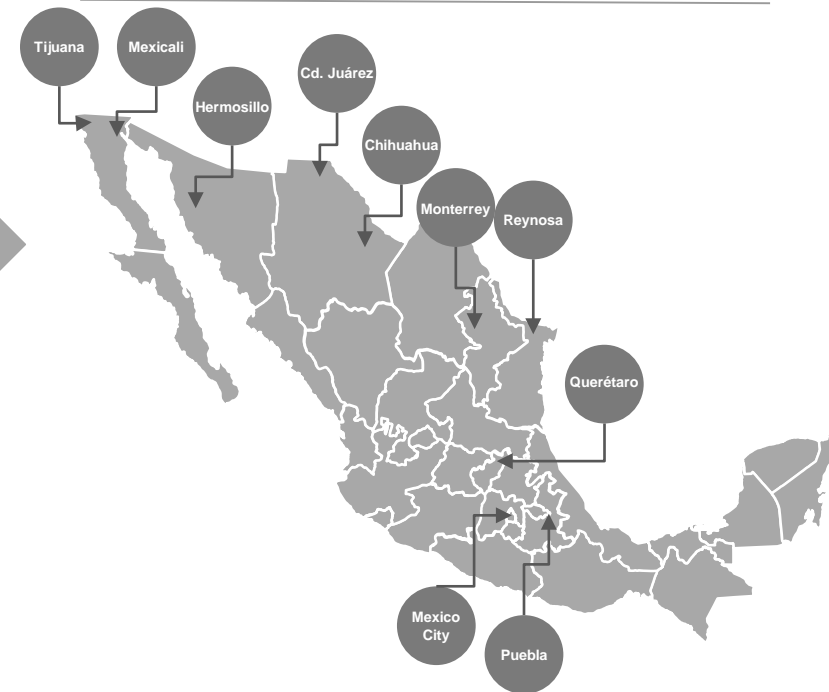 Tijuana
Mexicali
Cd. Juárez
Hermosillo
Chihuahua
Monterrey
Reynosa
Querétaro
Mexico
City
Puebla